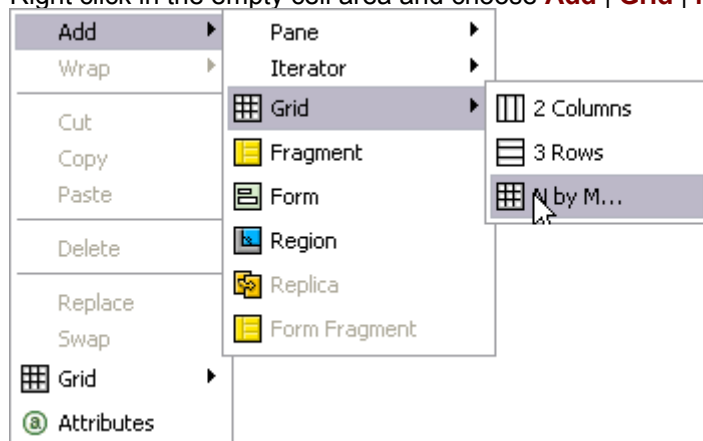 Right click in the empty cell area and choose Add | Grid |
Add
Wrap
Cut
Copy
Paste
Delete
Replace
Swap
Grid
Attributes
Pane
Iterator
Grid
Fragment
Form
Region
Replica
Form Fragment
2 Columns
3 Rows
N by M...